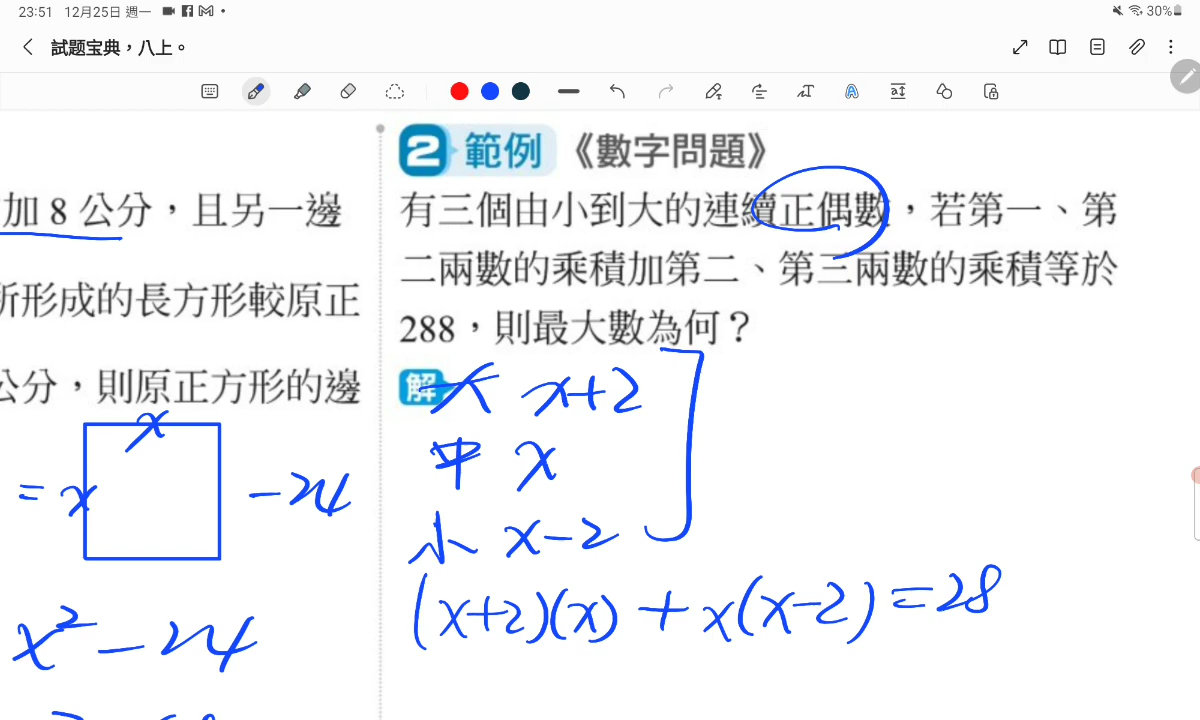 23:51 12月25日 週一 30%
試题宝典，八上。
加 8 公分，且另一邊
所形成的長方形較原正
公分，則原正方形的邊
x
= x - 24
x² - 24
2 範例 《數字問題》
有三個由小到大的連續正偶數，若第一、第
二兩數的乘積加第二、第三兩數的乘積等於
288，則最大數為何？
解
大 x+2
中 x
小 x-2
(x+2)(x) + x(x-2) = 28